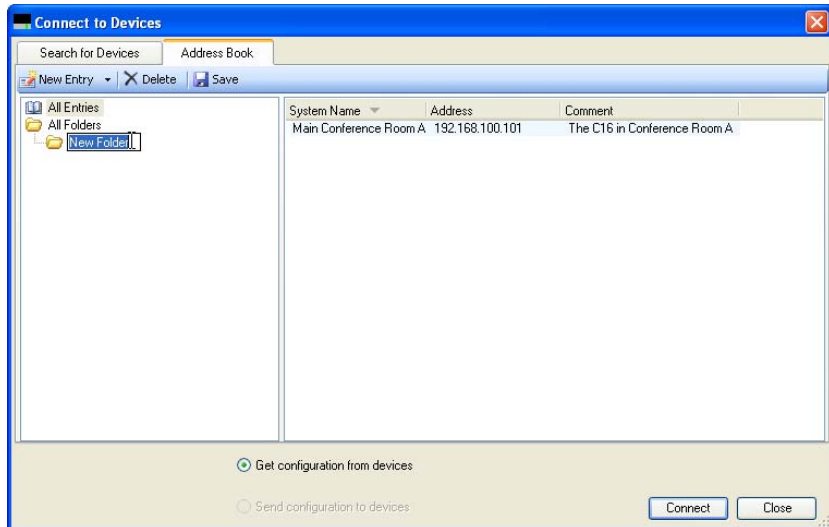 Connect to Devices
Search for Devices Address Book
New Entry Delete Save
All Entries
All Folders
New Folder
System Name Address Comment
Main Conference Room A 192.168.100.101 The C16 in Conference Room A
Get configuration from devices
Send configuration to devices
Connect Close